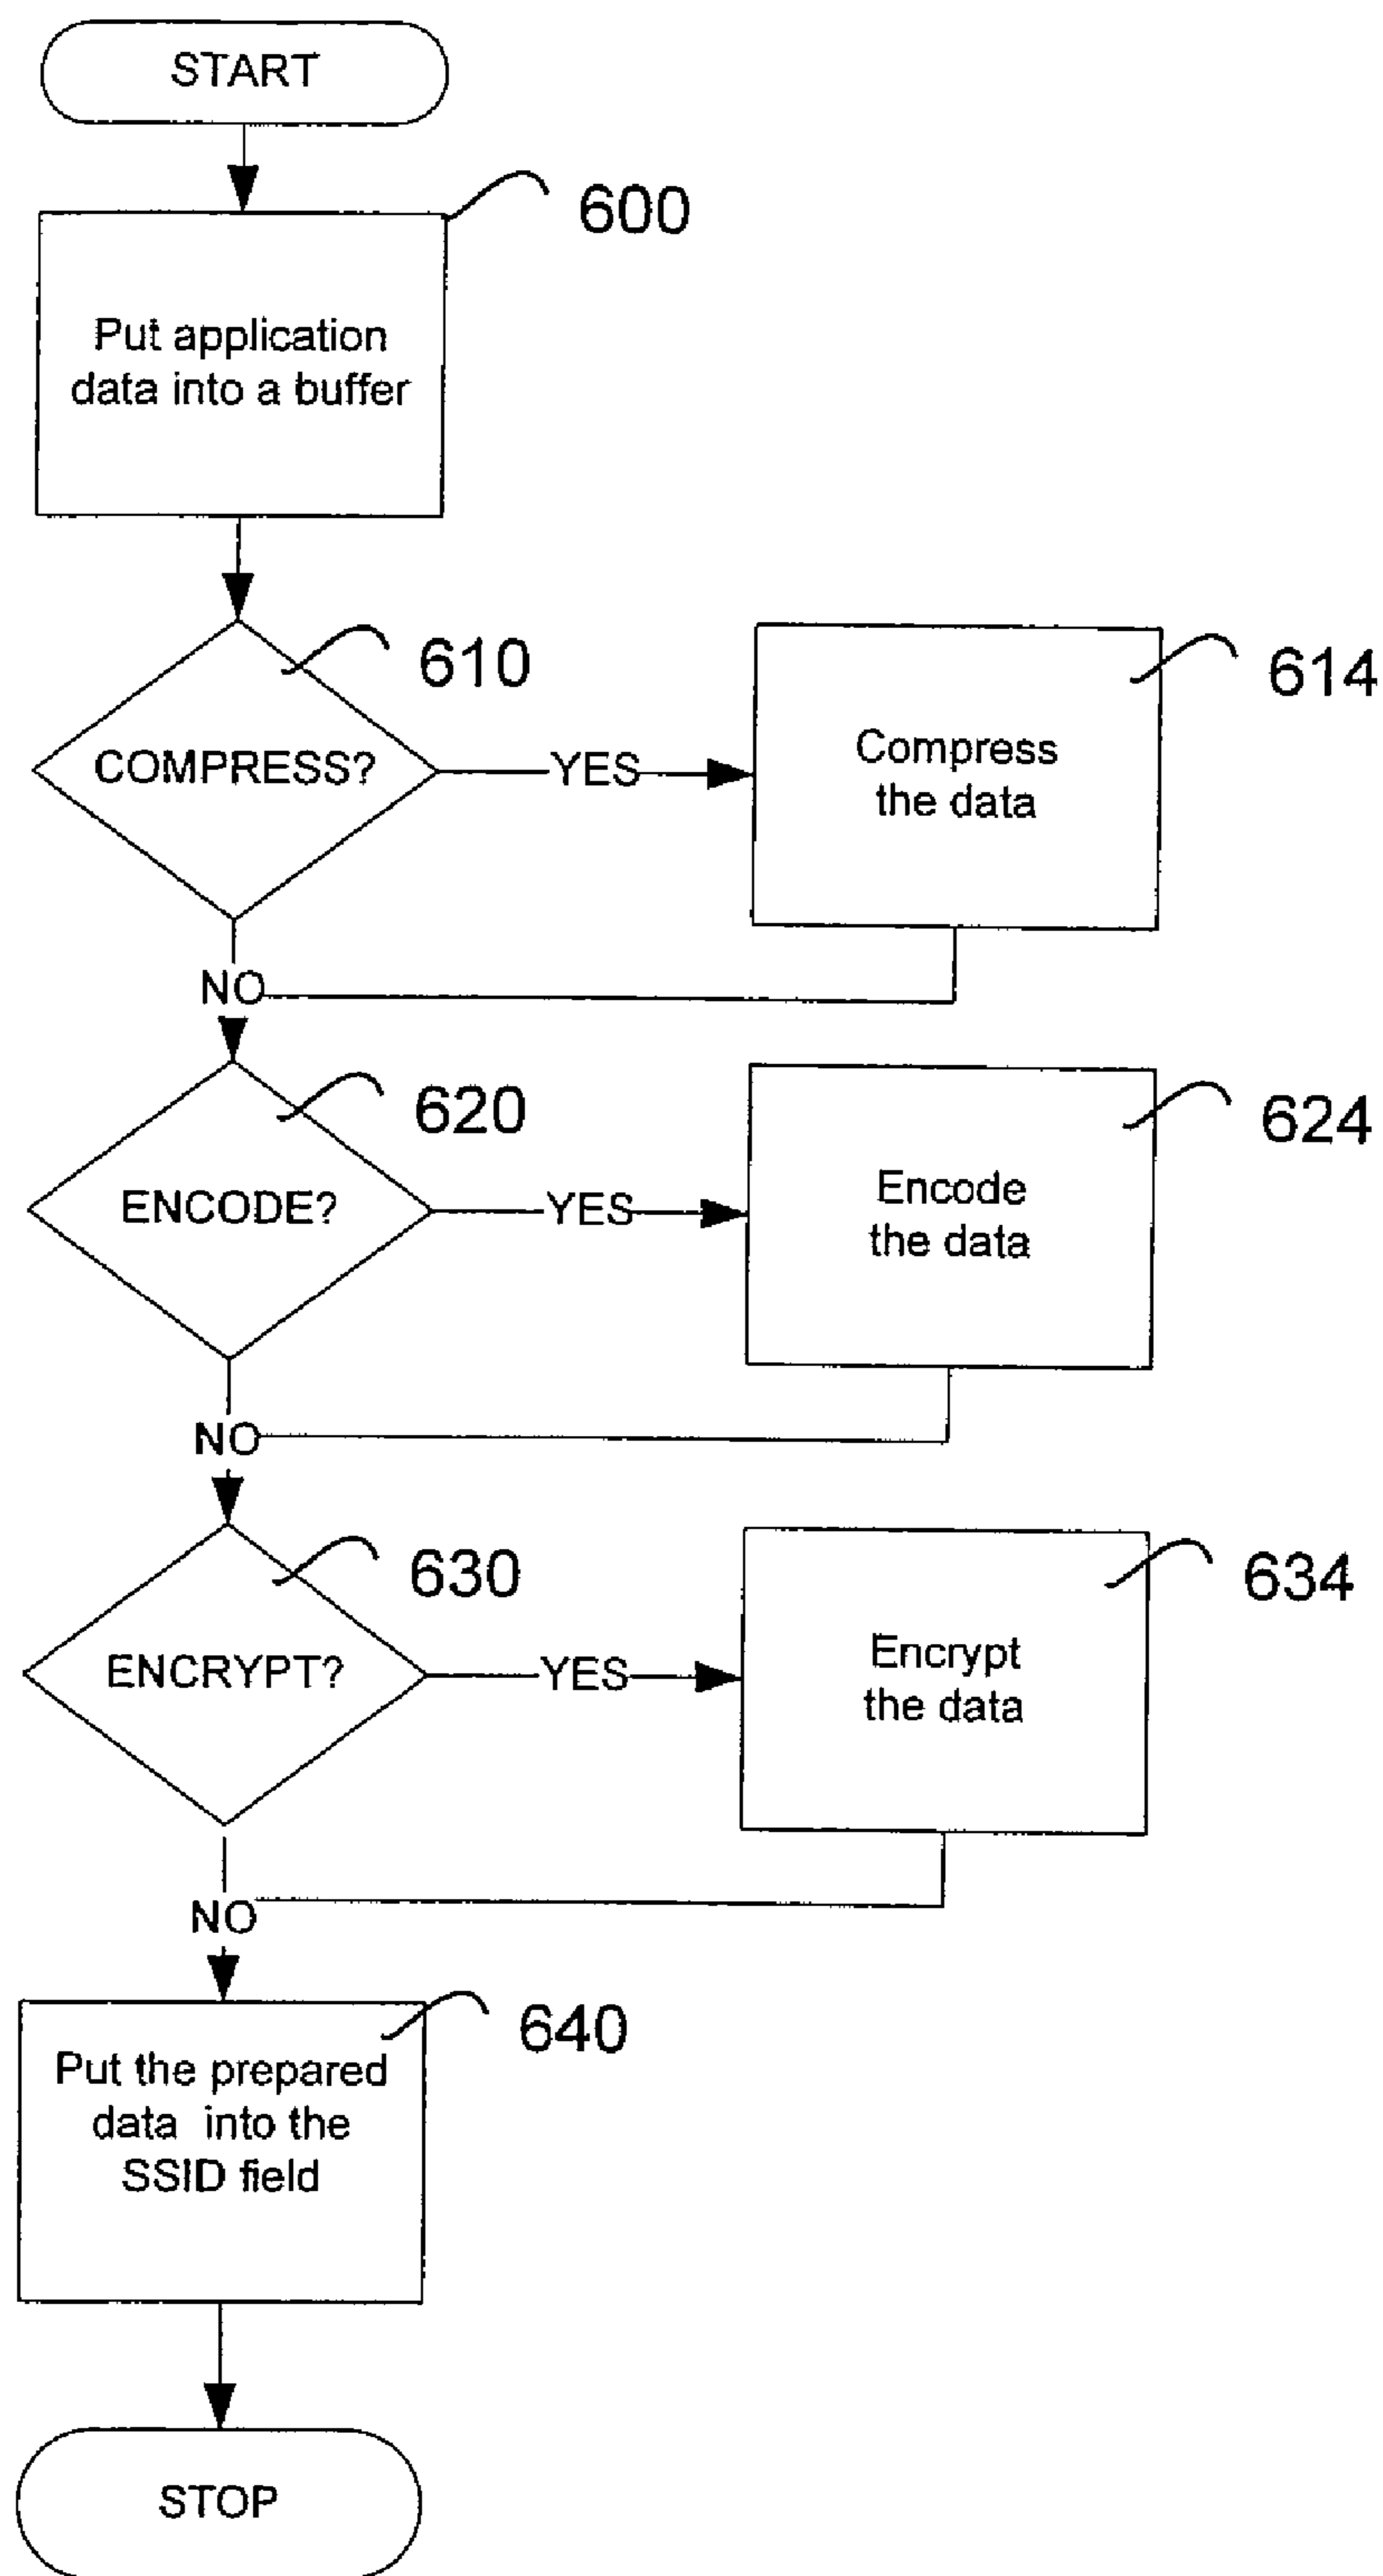 START
600
Put application
data into a buffer
610
COMPRESS?
YES
614
Compress
the data
NO
620
ENCODE?
YES
624
Encode
the data
NO
630
ENCRYPT?
YES
634
Encrypt
the data
NO
640
Put the prepared
data into the
SSID field
STOP